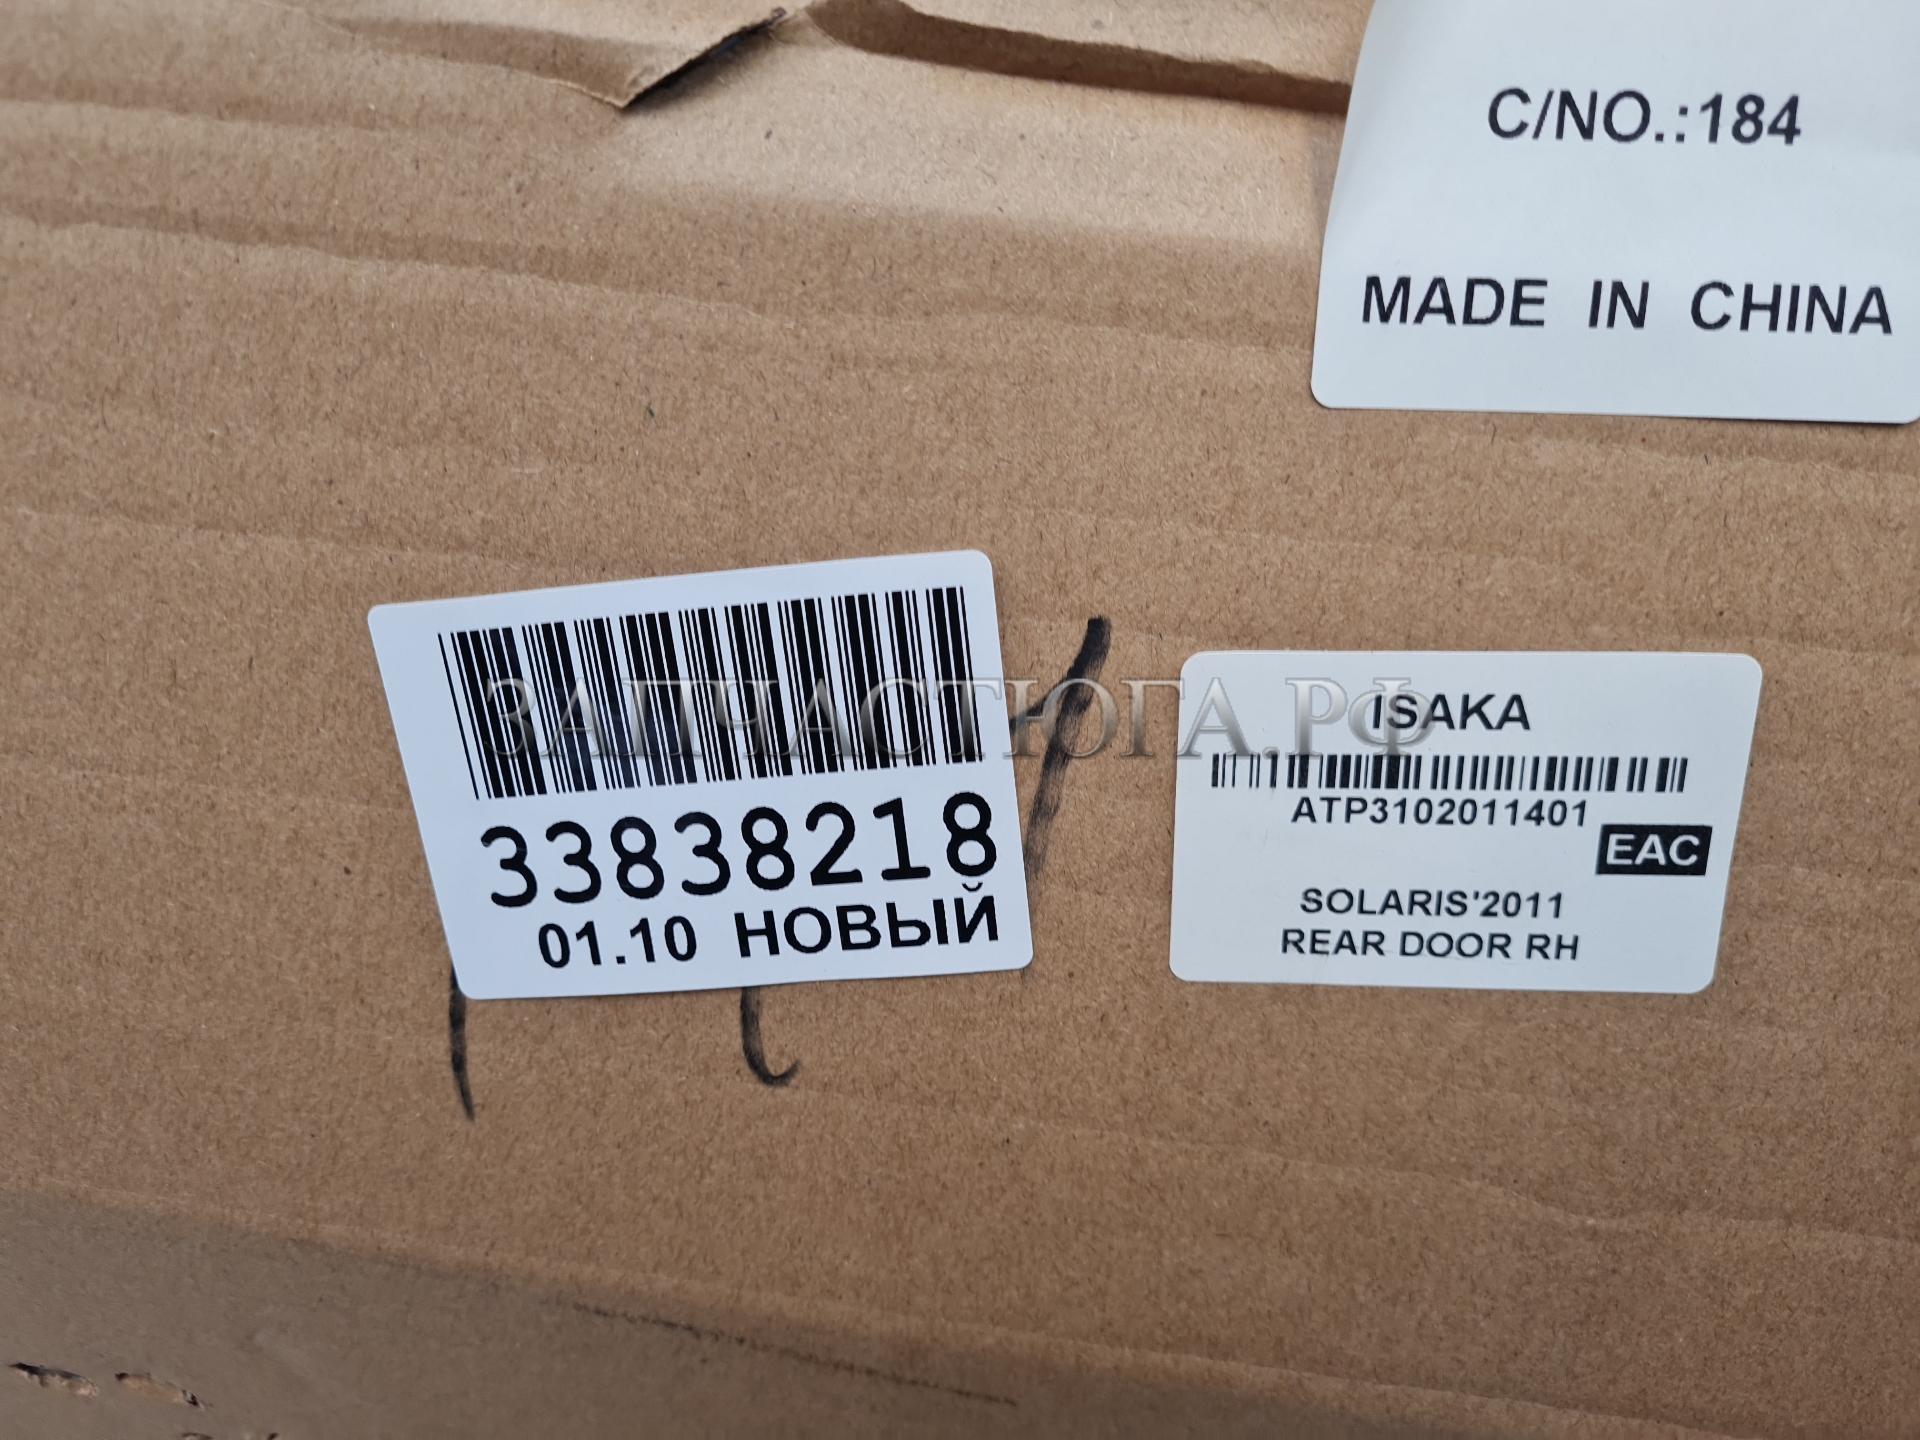 C/NO.:184
MADE IN CHINA
33838218
01.10 НОВЫЙ
ЗАПЧАСТЮГА.РФ
ISAKA
ATP3102011401
EAC
SOLARIS'2011
REAR DOOR RH